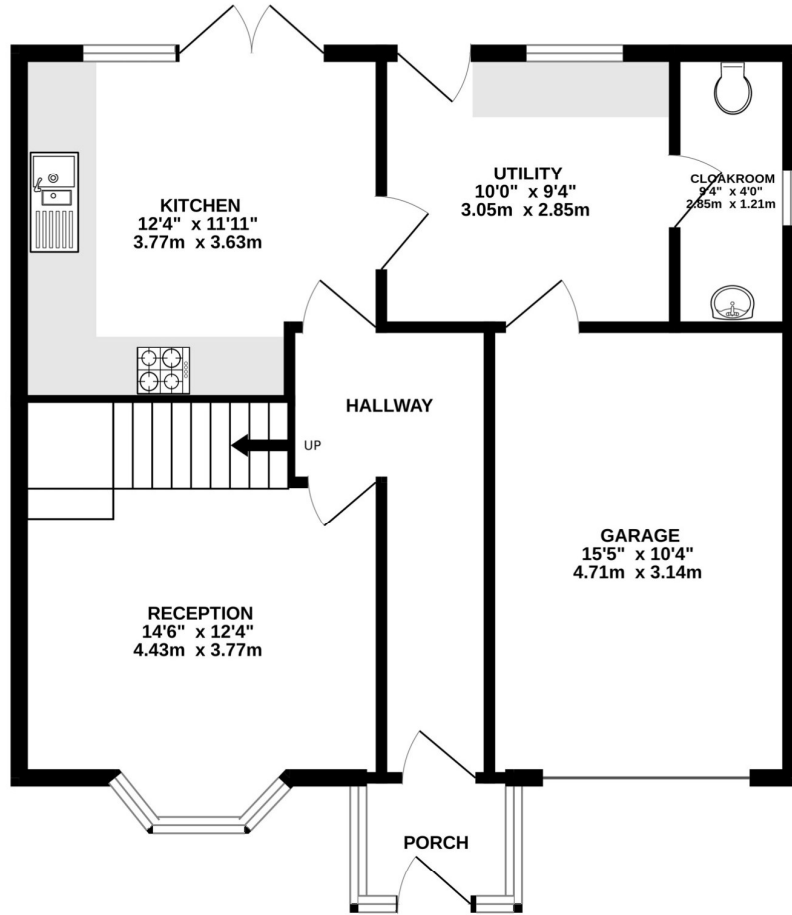 KITCHEN
12'4" x 11'11"
3.77m x 3.63m
UTILITY
10'0" x 9'4"
3.05m x 2.85m
CLOAKROOM
9'4" x 4'0"
2.85m x 1.21m
HALLWAY
UP
GARAGE
15'5" x 10'4"
4.71m x 3.14m
RECEPTION
14'6" x 12'4"
4.43m x 3.77m
PORCH